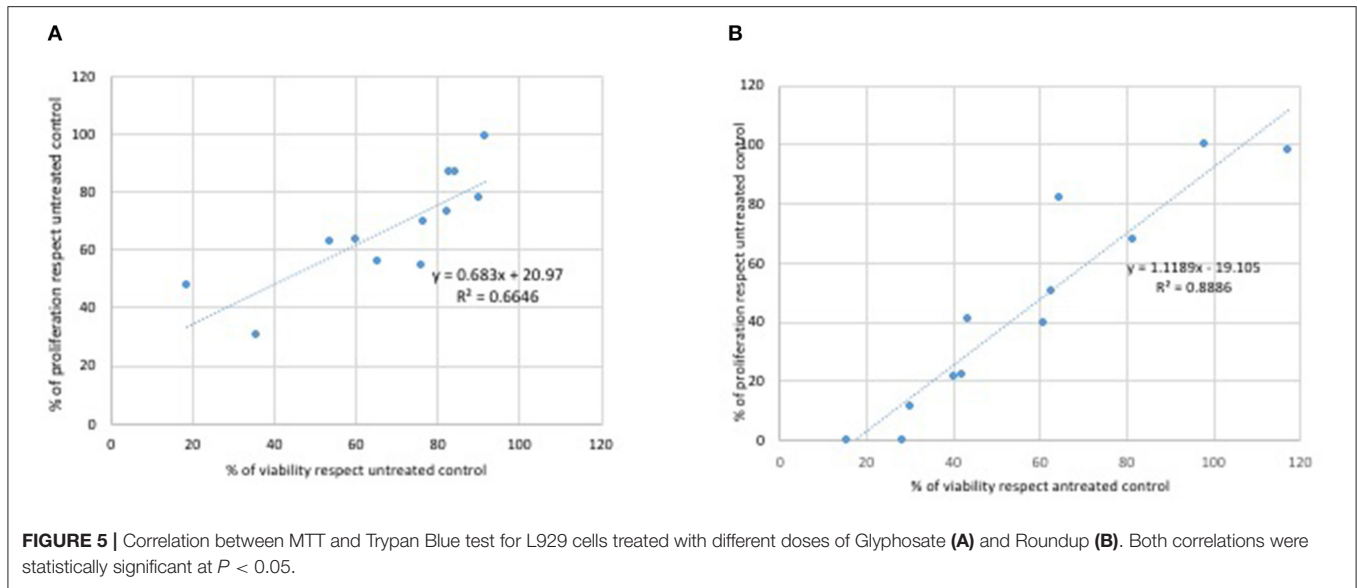 A
% of proliferation respect untreated control
120
100
80
60
40
20
0
y = 0.683x + 20.97
R² = 0.6646
0 20 40 60 80 100 120
% of viability respect untreated control
B
% of proliferation respect untreaated control
120
100
80
60
40
20
0
y = 1.1189x - 19.105
R² = 0.8886
0 20 40 60 80 100 120
% of viability respect antreated control
FIGURE 5 | Correlation between MTT and Trypan Blue test for L929 cells treated with different doses of Glyphosate (A) and Roundup (B). Both correlations were
statistically significant at P < 0.05.